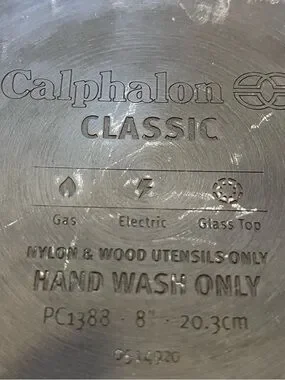 Calphalon
CLASSIC
Gas Electric Glass Top
NYLON & WOOD UTENSILS ONLY
HAND WASH ONLY
PC1388 · 8" · 20.3cm